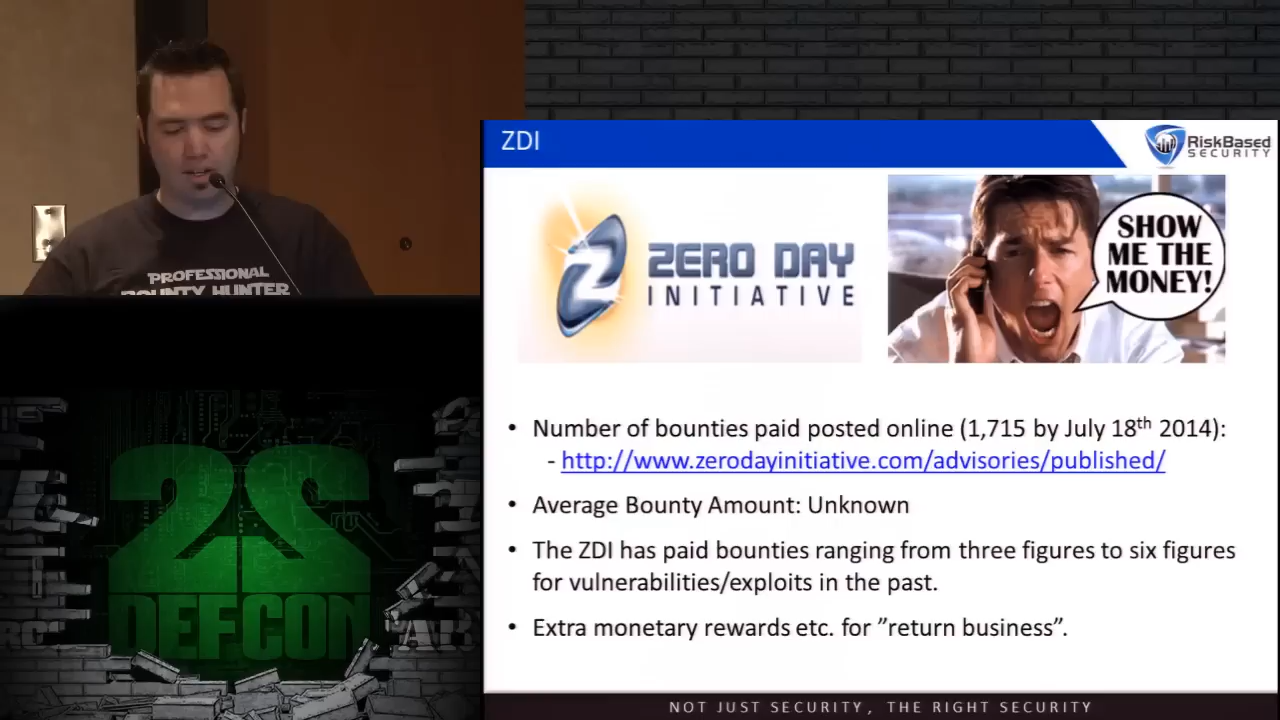 PROFESSIONAL
BOUNTY HUNTER
ZDI
RiskBased
SECURITY
ZERO DAY
INITIATIVE
SHOW
ME THE
MONEY!
• Number of bounties paid posted online (1,715 by July 18th 2014):
- http://www.zerodayinitiative.com/advisories/published/
• Average Bounty Amount: Unknown
• The ZDI has paid bounties ranging from three figures to six figures
for vulnerabilities/exploits in the past.
• Extra monetary rewards etc. for ”return business”.
22
DEFCON
NOT JUST SECURITY, THE RIGHT SECURITY